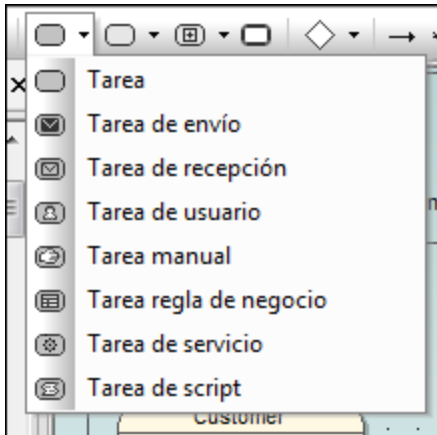 Tarea
Tarea de envío
Tarea de recepción
Tarea de usuario
Tarea manual
Tarea regla de negocio
Tarea de servicio
Tarea de script
Customer